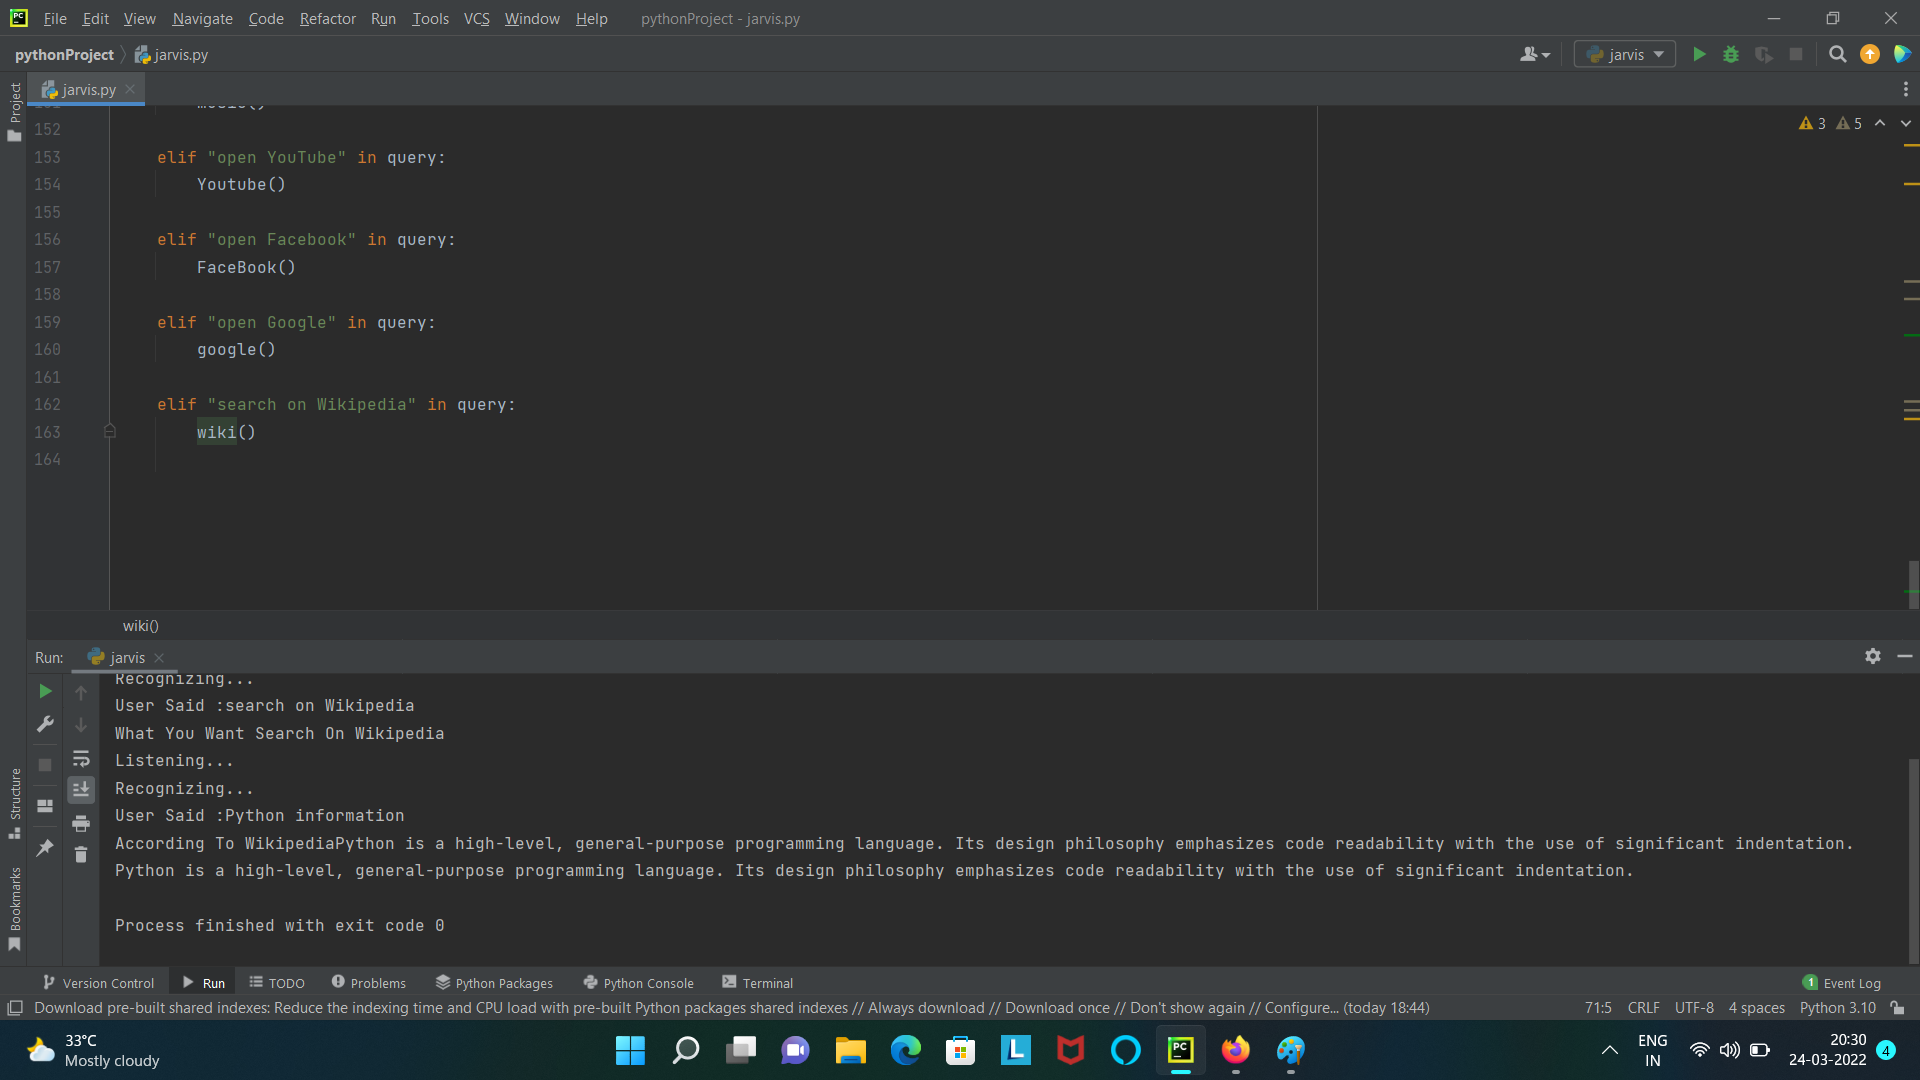 File Edit View Navigate Code Refactor Run Tools VCS Window Help pythonProject - jarvis.py
pythonProject jarvis.py jarvis
jarvis.py
Project
3 5
152
153 elif "open YouTube" in query:
154 Youtube()
155
156 elif "open Facebook" in query:
157 FaceBook()
158
159 elif "open Google" in query:
160 google()
161
162 elif "search on Wikipedia" in query:
163 wiki()
164
wiki()
Run: jarvis
Recognizing...
User Said :search on Wikipedia
What You Want Search On Wikipedia
Listening...
Recognizing...
User Said :Python information
According To WikipediaPython is a high-level, general-purpose programming language. Its design philosophy emphasizes code readability with the use of significant indentation.
Python is a high-level, general-purpose programming language. Its design philosophy emphasizes code readability with the use of significant indentation.
Process finished with exit code 0
Structure
Bookmarks
Version Control Run TODO Problems Python Packages Python Console Terminal 1 Event Log
Download pre-built shared indexes: Reduce the indexing time and CPU load with pre-built Python packages shared indexes // Always download // Download once // Don't show again // Configure... (today 18:44) 71:5 CRLF UTF-8 4 spaces Python 3.10
33°C
Mostly cloudy
PC
L
ENG
IN
20:30
24-03-2022
4